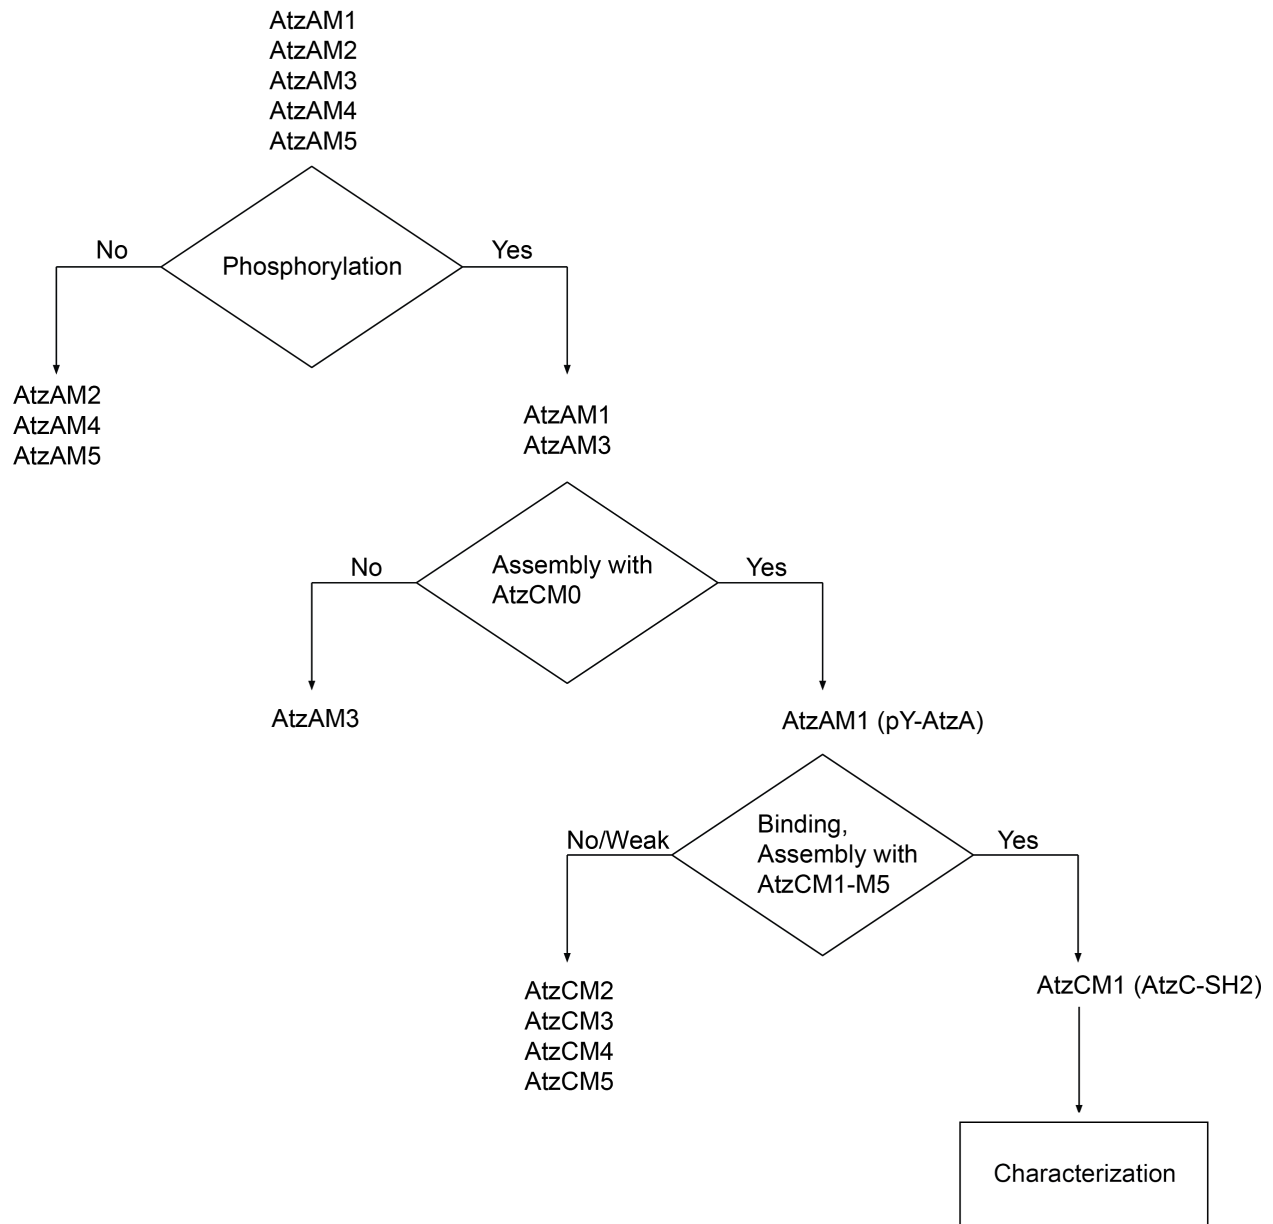 AtzAM1
AtzAM2
AtzAM3
AtzAM4
AtzAM5
No
Phosphorylation
Yes
AtzAM2
AtzAM4
AtzAM5
AtzAM1
AtzAM3
No
Assembly with
AtzCM0
Yes
AtzAM3
AtzAM1 (pY-AtzA)
No/Weak
Binding,
Assembly with
AtzCM1-M5
Yes
AtzCM2
AtzCM3
AtzCM4
AtzCM5
AtzCM1 (AtzC-SH2)
Characterization